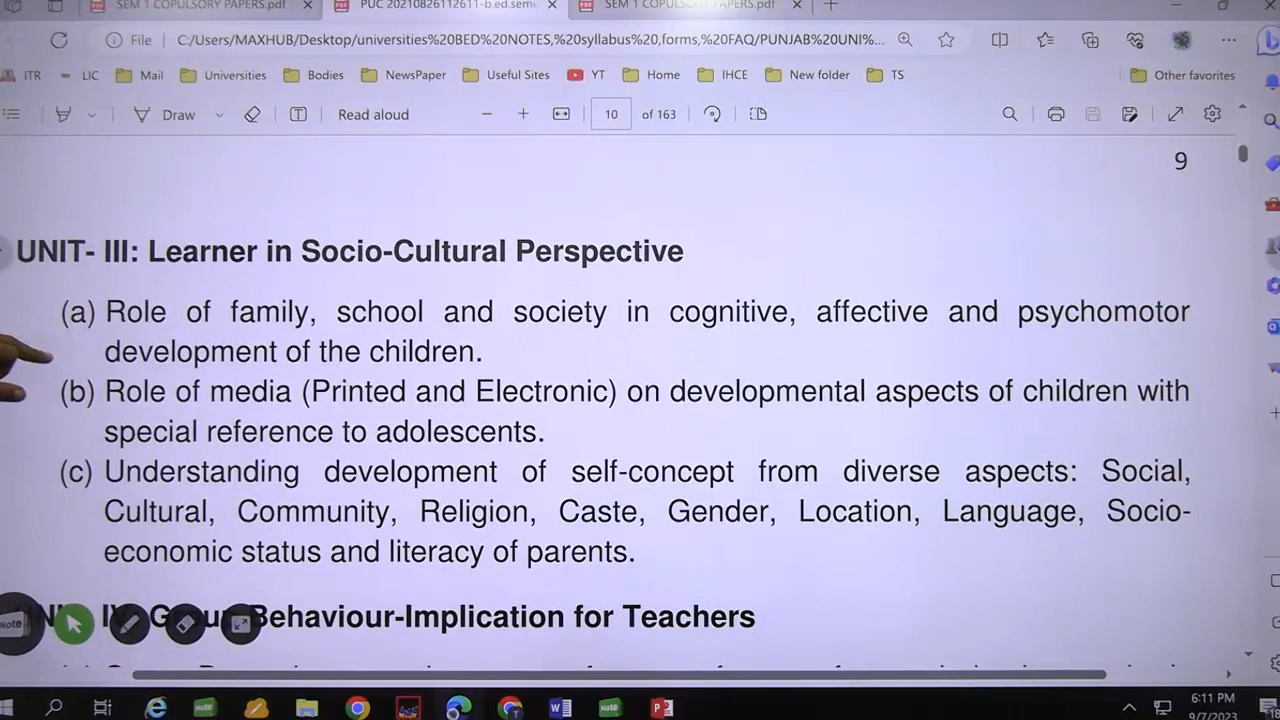 SEM 1 COPULSORY PAPERS.pdf
PUC 20210826112611-b.ed.sem
SEM 1 COPULSORY PAPERS.pdf
File
C:/Users/MAXHUB/Desktop/universities%20BED%20NOTES,%20syllabus%20,forms,%20FAQ/PUNJAB%20UNI%...
ITR LIC Mail Universities Bodies NewsPaper Useful Sites YT Home IHCE New folder TS Other favorites
Draw Read aloud 10 of 163
9
UNIT- III: Learner in Socio-Cultural Perspective
(a) Role of family, school and society in cognitive, affective and psychomotor
development of the children.
(b) Role of media (Printed and Electronic) on developmental aspects of children with
special reference to adolescents.
(c) Understanding development of self-concept from diverse aspects: Social,
Cultural, Community, Religion, Caste, Gender, Location, Language, Socio-
economic status and literacy of parents.
Behaviour-Implication for Teachers
Note
6:11 PM
9/7/2023